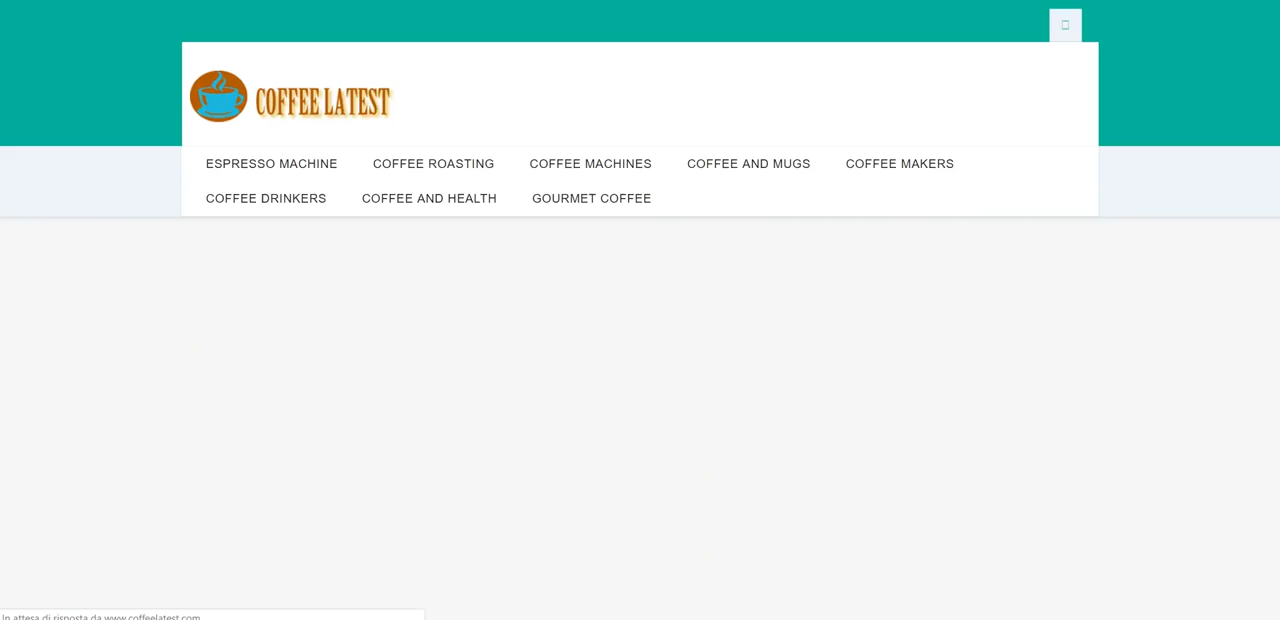 COFFEE LATEST
ESPRESSO MACHINE COFFEE ROASTING COFFEE MACHINES COFFEE AND MUGS COFFEE MAKERS
COFFEE DRINKERS COFFEE AND HEALTH GOURMET COFFEE
In attesa di risposta da www.coffeelatest.com